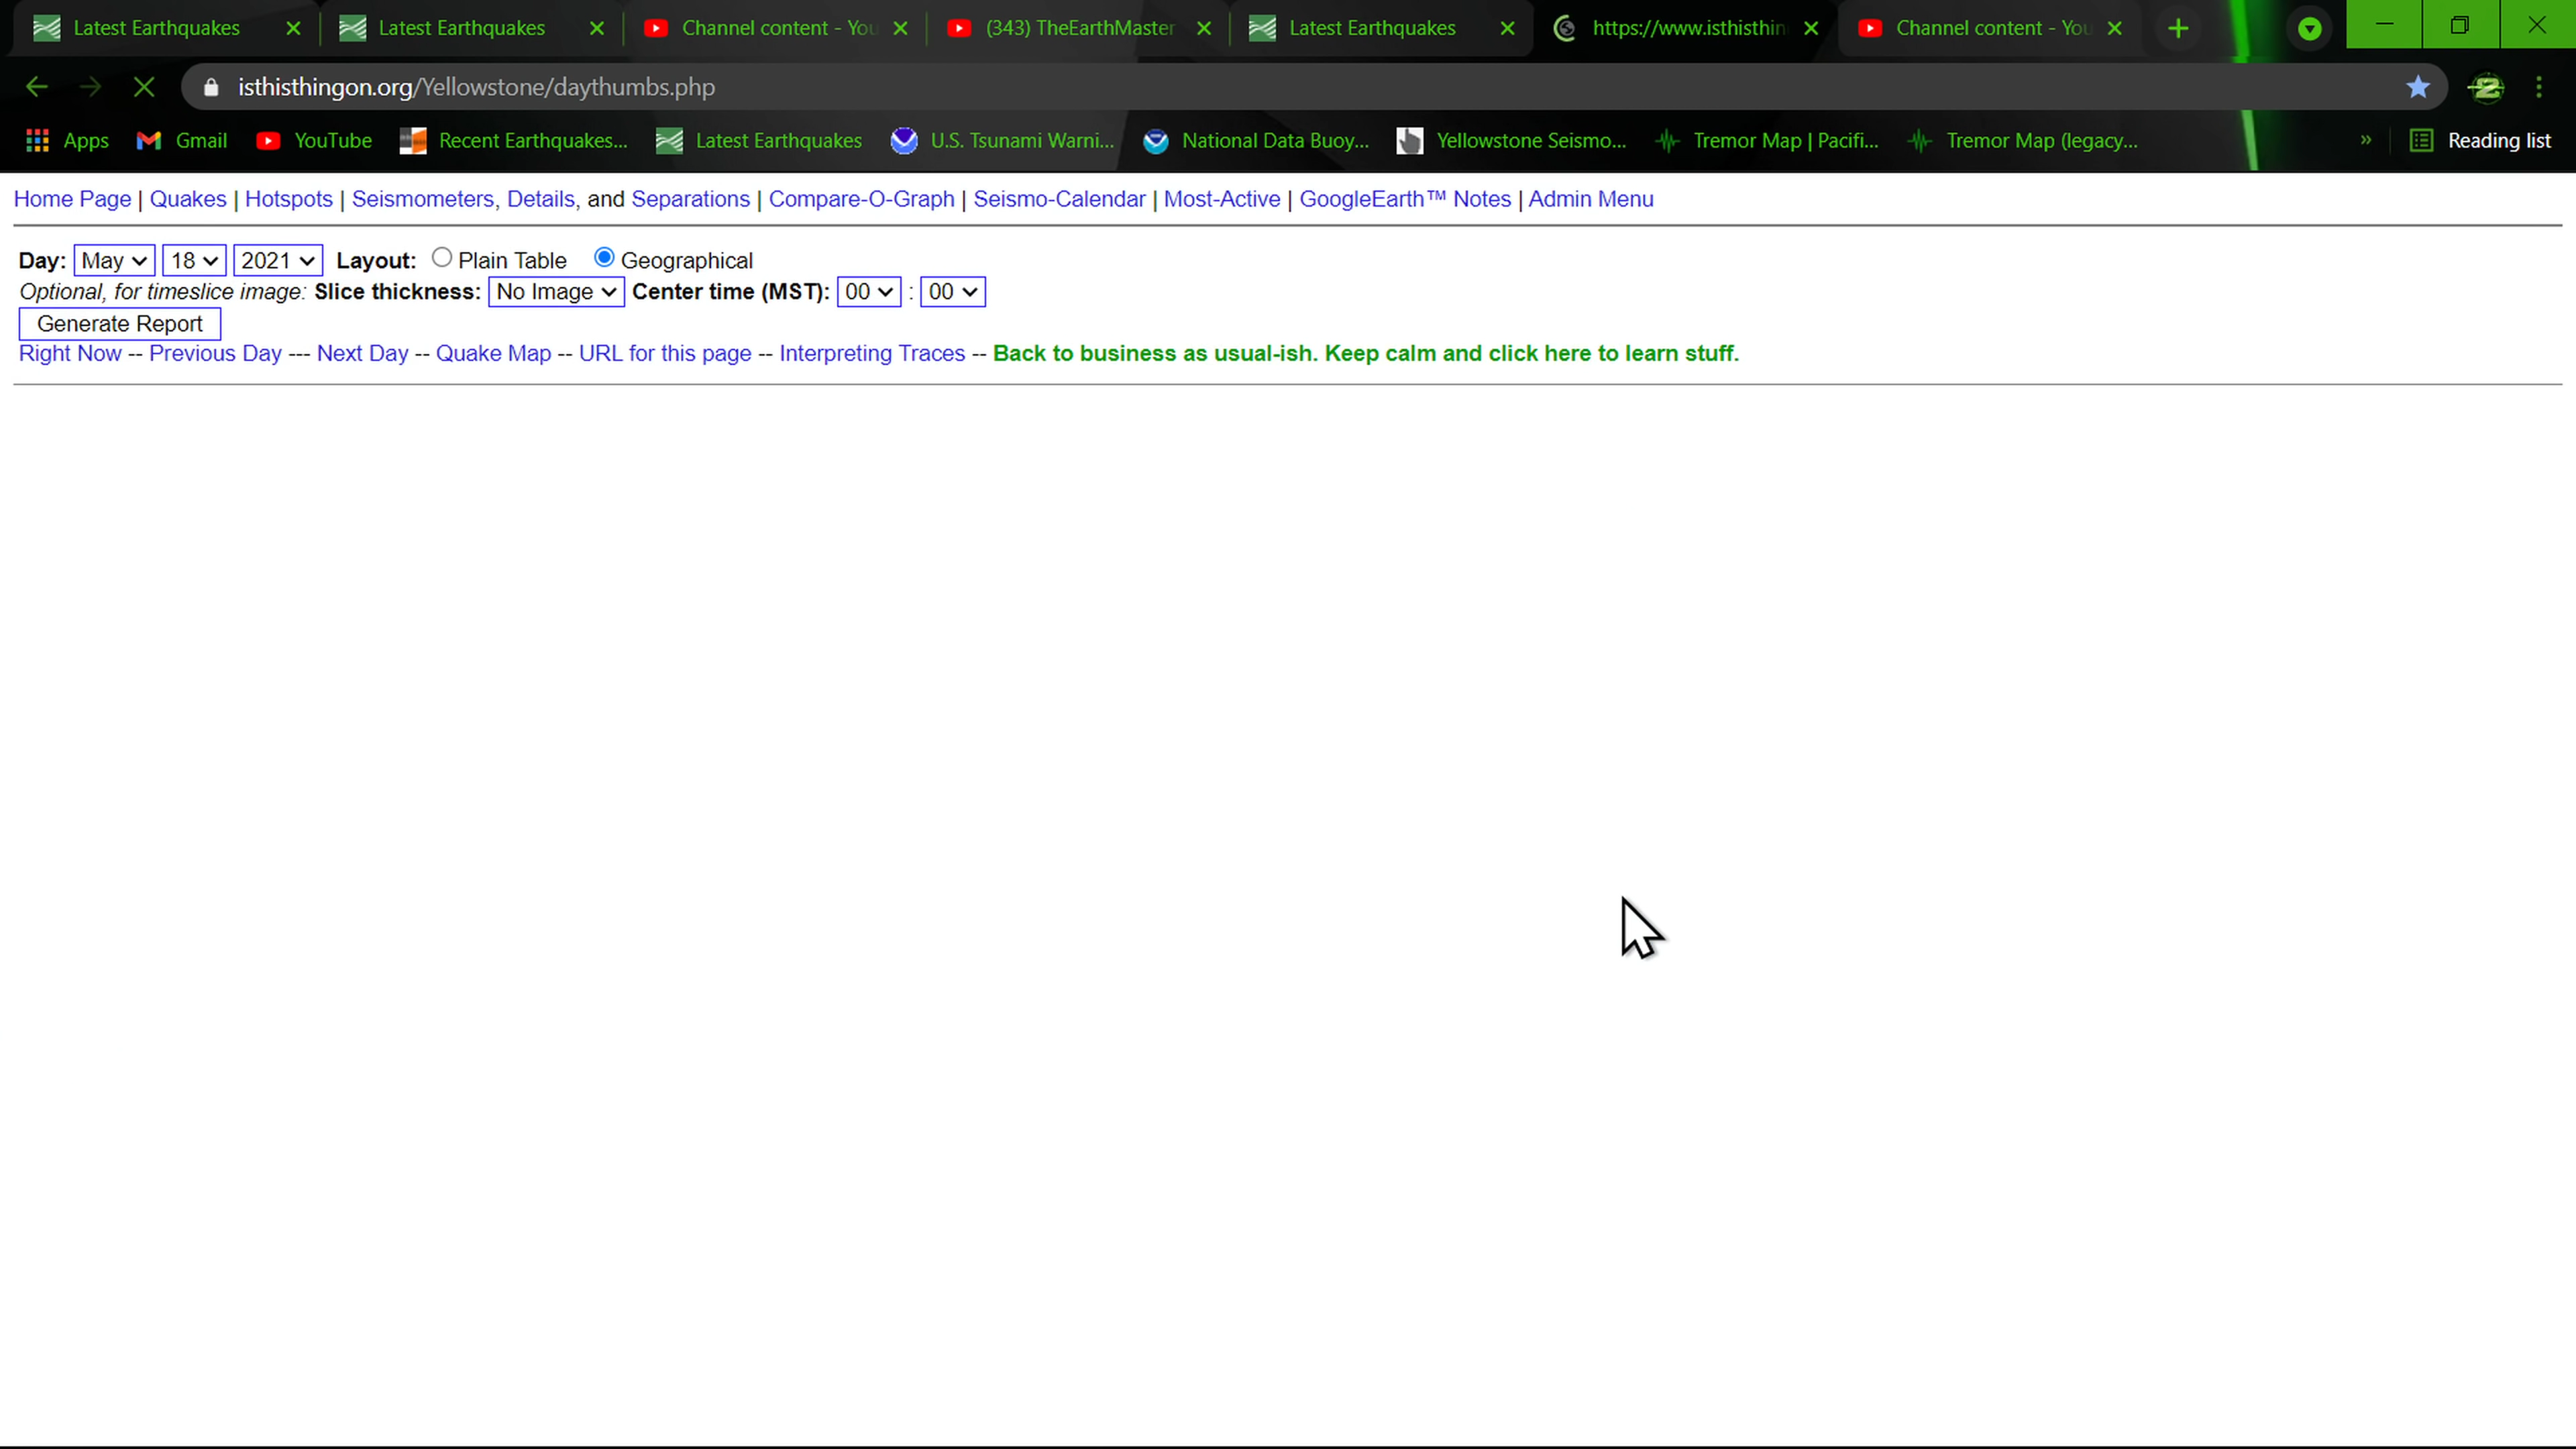 Latest Earthquakes
Latest Earthquakes
Channel content - You
(343) TheEarthMaster
Latest Earthquakes
https://www.isthisthin
Channel content - You
isthisthingon.org/Yellowstone/daythumbs.php
Apps Gmail YouTube Recent Earthquakes... Latest Earthquakes U.S. Tsunami Warni... National Data Buoy... Yellowstone Seismo... Tremor Map | Pacifi... Tremor Map (legacy... » Reading list
Home Page | Quakes | Hotspots | Seismometers, Details, and Separations | Compare-O-Graph | Seismo-Calendar | Most-Active | GoogleEarth™ Notes | Admin Menu
Day: May 18 2021 Layout: Plain Table Geographical
Optional, for timeslice image: Slice thickness: No Image Center time (MST): 00 : 00
Generate Report
Right Now -- Previous Day --- Next Day -- Quake Map -- URL for this page -- Interpreting Traces -- Back to business as usual-ish. Keep calm and click here to learn stuff.